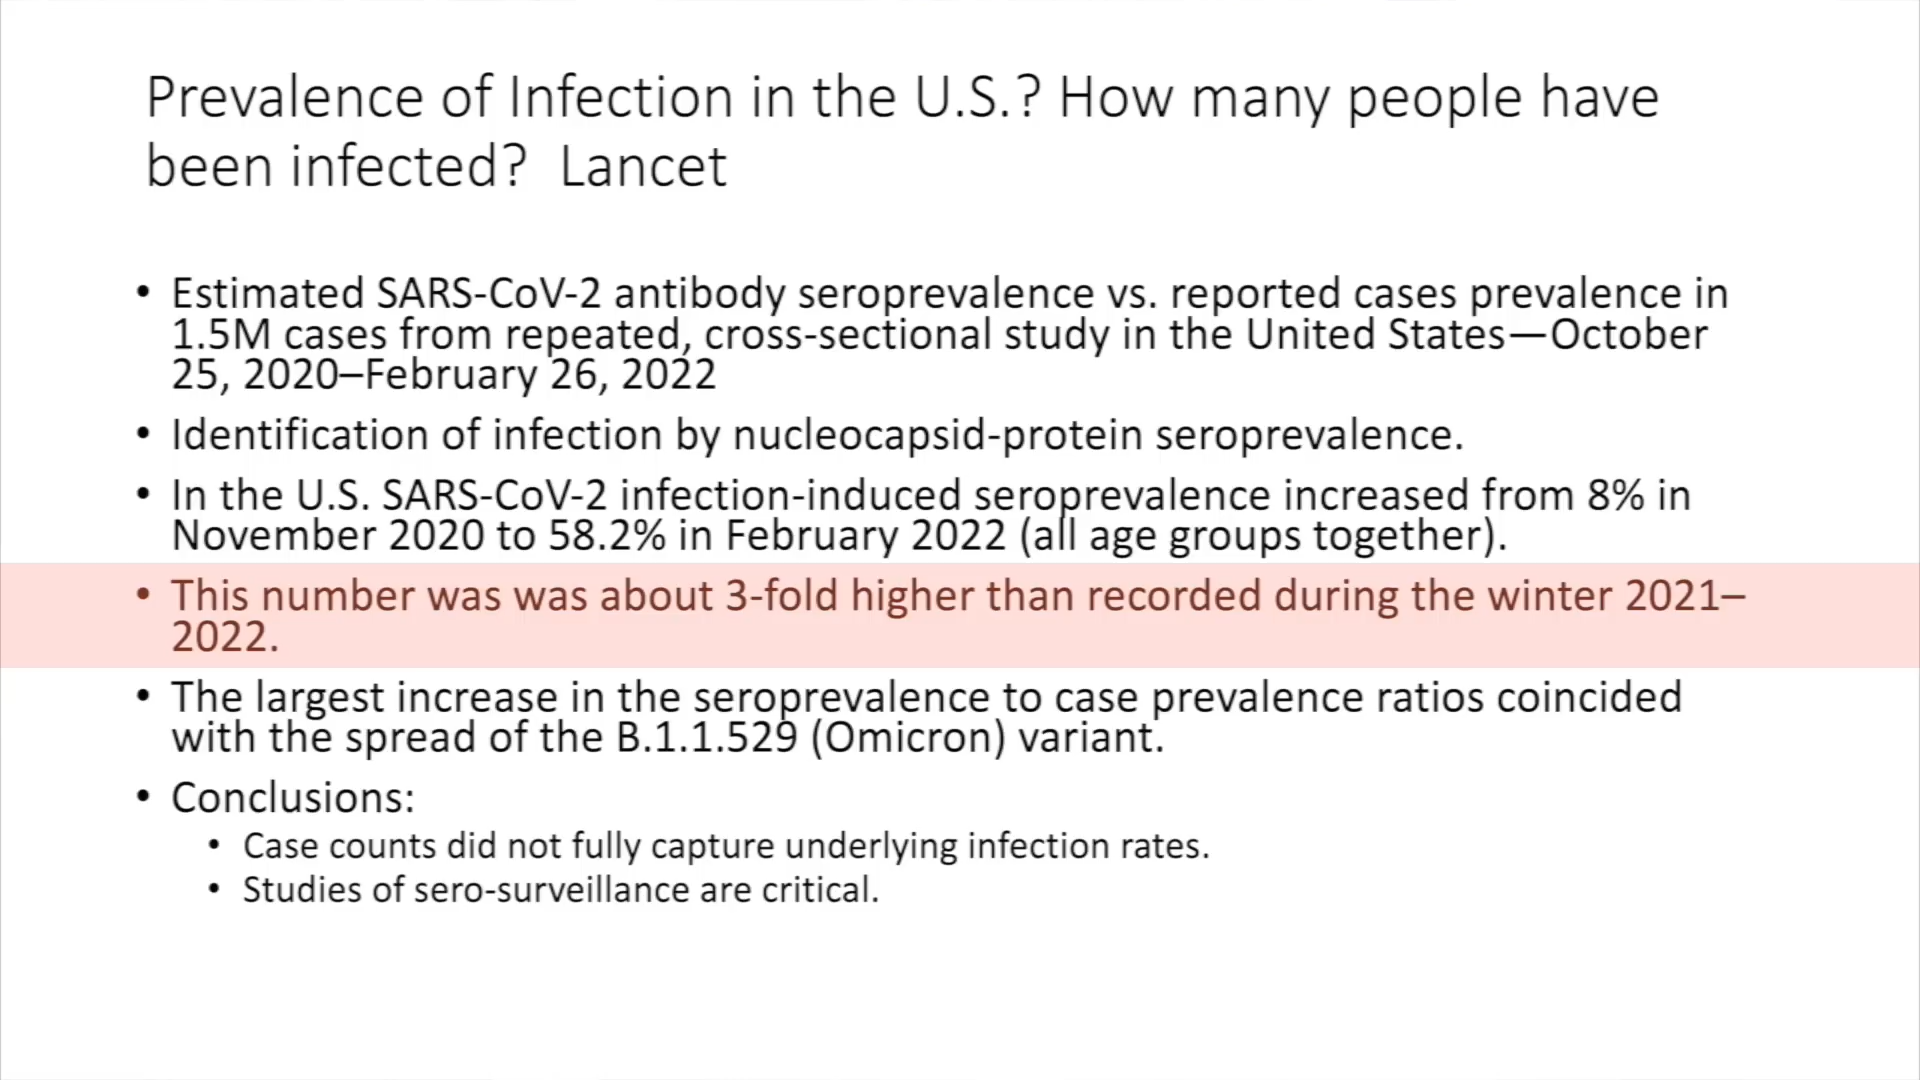 Prevalence of Infection in the U.S.? How many people have
been infected?  Lancet
• Estimated SARS-CoV-2 antibody seroprevalence vs. reported cases prevalence in
1.5M cases from repeated, cross-sectional study in the United States—October
25, 2020–February 26, 2022
• Identification of infection by nucleocapsid-protein seroprevalence.
• In the U.S. SARS-CoV-2 infection-induced seroprevalence increased from 8% in
November 2020 to 58.2% in February 2022 (all age groups together).
• This number was was about 3-fold higher than recorded during the winter 2021–
2022.
• The largest increase in the seroprevalence to case prevalence ratios coincided
with the spread of the B.1.1.529 (Omicron) variant.
• Conclusions:
• Case counts did not fully capture underlying infection rates.
• Studies of sero-surveillance are critical.